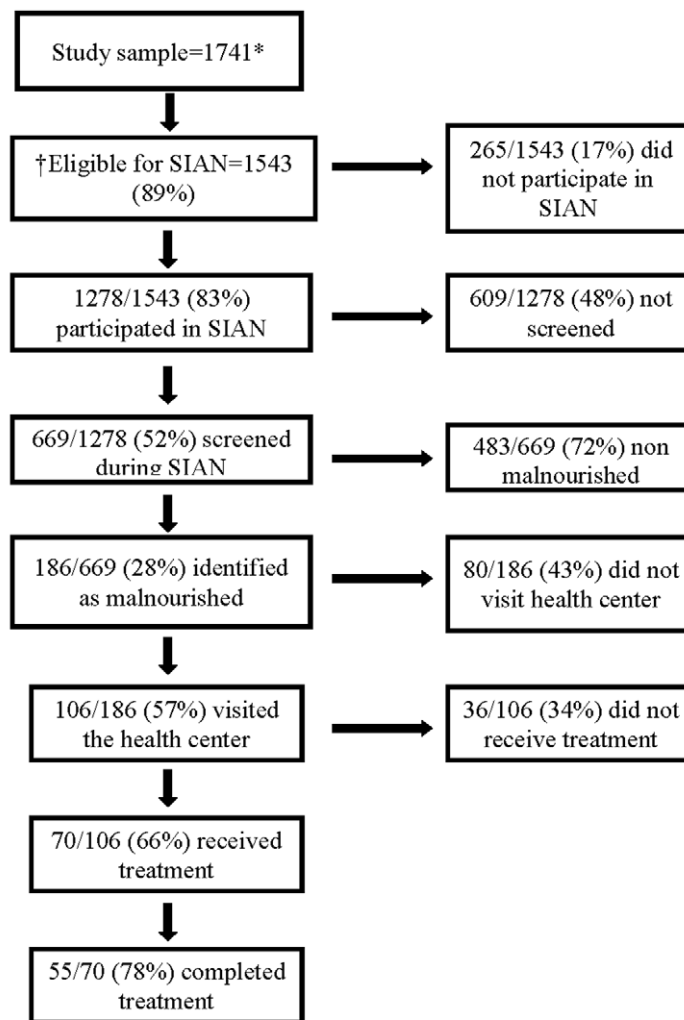 Study sample=1741*
†Eligible for SIAN=1543
(89%)
265/1543 (17%) did
not participate in
SIAN
1278/1543 (83%)
participated in SIAN
609/1278 (48%) not
screened
669/1278 (52%) screened
during SIAN
483/669 (72%) non
malnourished
186/669 (28%) identified
as malnourished
80/186 (43%) did not
visit health center
106/186 (57%) visited
the health center
36/106 (34%) did not
receive treatment
70/106 (66%) received
treatment
55/70 (78%) completed
treatment